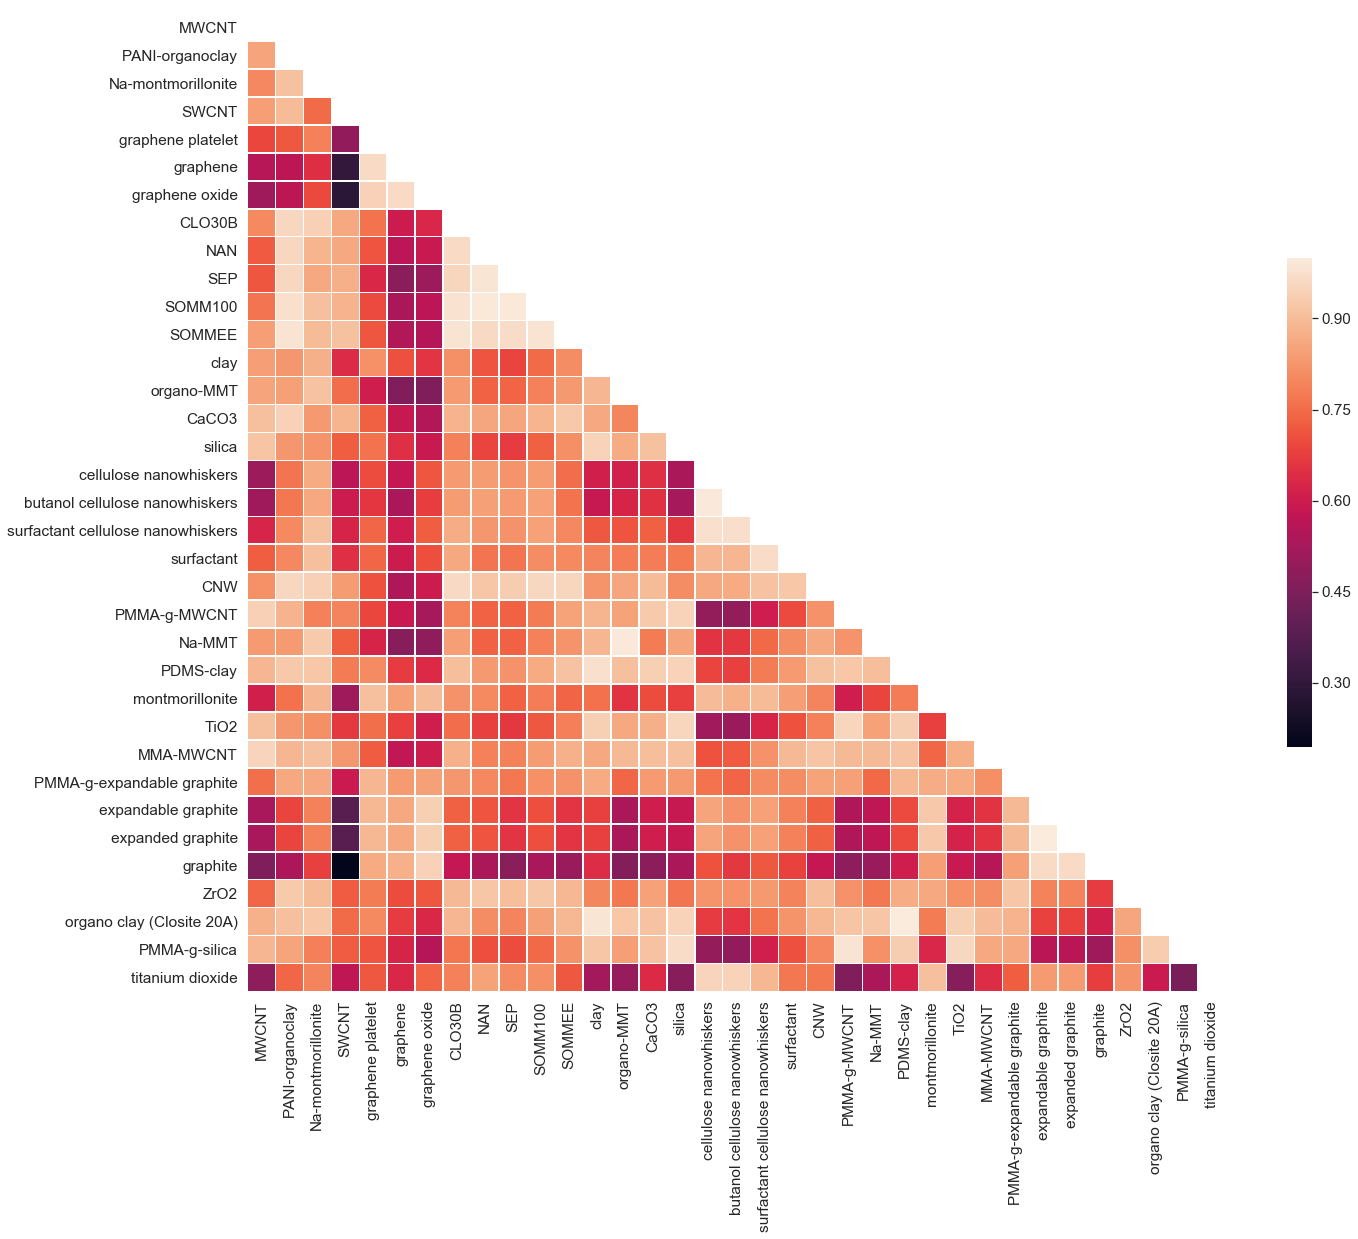 MWCNT
PANI-organoclay
Na-montmorillonite
SWCNT
graphene platelet
graphene
graphene oxide
CLO30B
NAN
SEP
SOMM100
SOMMEE
clay
organo-MMT
CaCO3
silica
cellulose nanowhiskers
butanol cellulose nanowhiskers
surfactant cellulose nanowhiskers
surfactant
CNW
PMMA-g-MWCNT
Na-MMT
PDMS-clay
montmorillonite
TiO2
MMA-MWCNT
PMMA-g-expandable graphite
expandable graphite
expanded graphite
graphite
ZrO2
organo clay (Closite 20A)
PMMA-g-silica
titanium dioxide
MWCNT
PANI-organoclay
Na-montmorillonite
SWCNT
graphene platelet
graphene
graphene oxide
CLO30B
NAN
SEP
SOMM100
SOMMEE
clay
organo-MMT
CaCO3
silica
cellulose nanowhiskers
butanol cellulose nanowhiskers
surfactant cellulose nanowhiskers
surfactant
CNW
PMMA-g-MWCNT
Na-MMT
PDMS-clay
montmorillonite
TiO2
MMA-MWCNT
PMMA-g-expandable graphite
expandable graphite
expanded graphite
graphite
ZrO2
organo clay (Closite 20A)
PMMA-g-silica
titanium dioxide
0.90
0.75
0.60
0.45
0.30